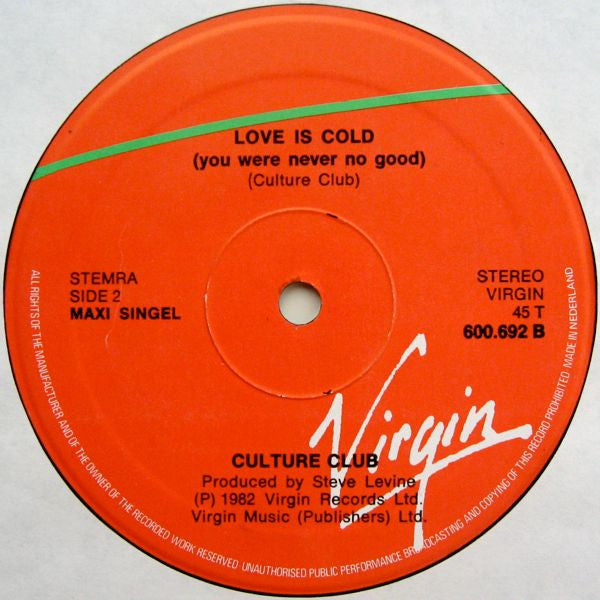 LOVE IS COLD
(you were never no good)
(Culture Club)
STEMRA
SIDE 2
MAXI SINGEL
STEREO
VIRGIN
45 T
600.692 B
Virgin
CULTURE CLUB
Produced by Steve Levine
(P) 1982 Virgin Records Ltd.
Virgin Music (Publishers) Ltd.
ALL RIGHTS OF THE MANUFACTURER AND OF THE OWNER OF THE RECORDED WORK RESERVED UNAUTHORISED PUBLIC PERFORMANCE BROADCASTING AND COPYING OF THIS RECORD PROHIBITED MADE IN NEDERLAND